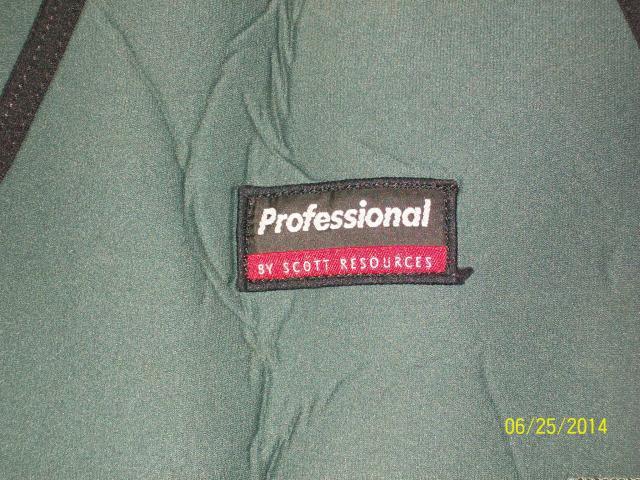 Professional
BY SCOTT RESOURCES
06/25/2014